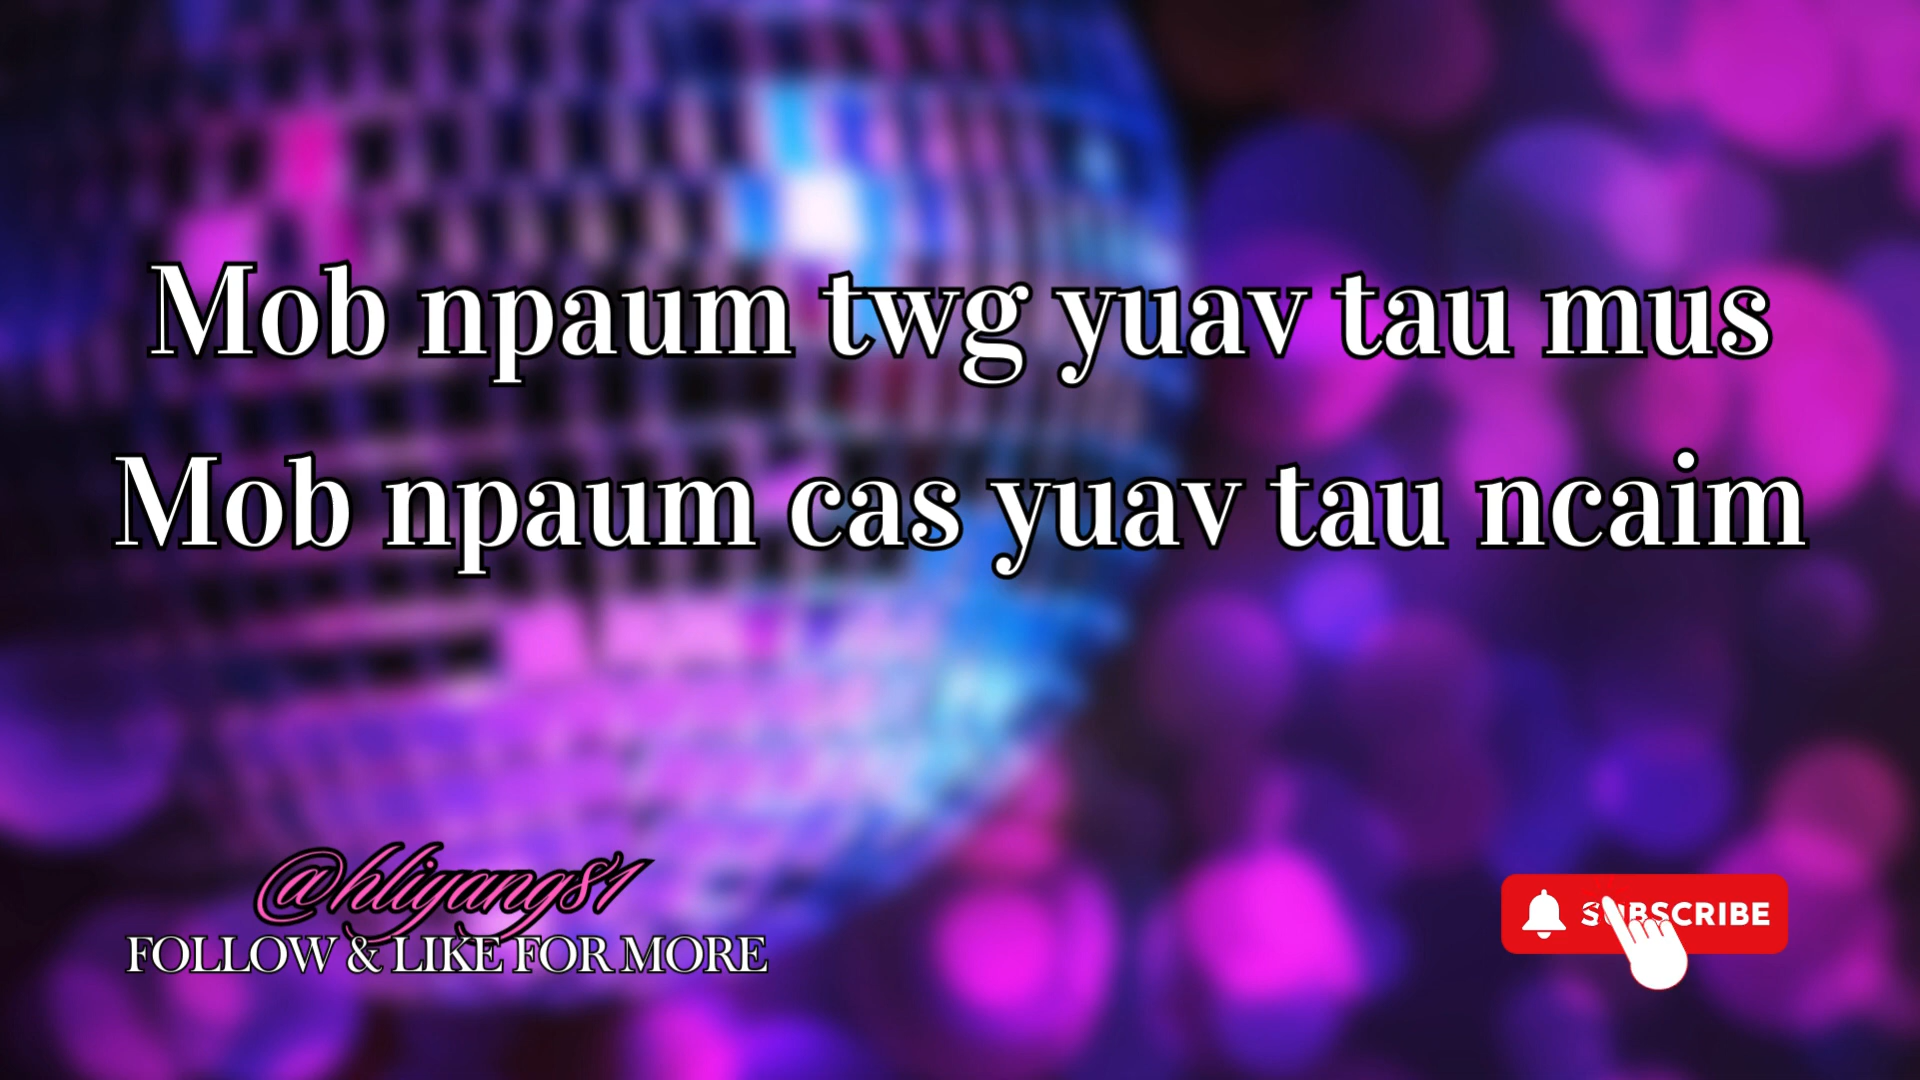 Mob npaum twg yuav tau mus
Mob npaum cas yuav tau ncaim
@hliyang81
FOLLOW & LIKE FOR MORE
SUBSCRIBE